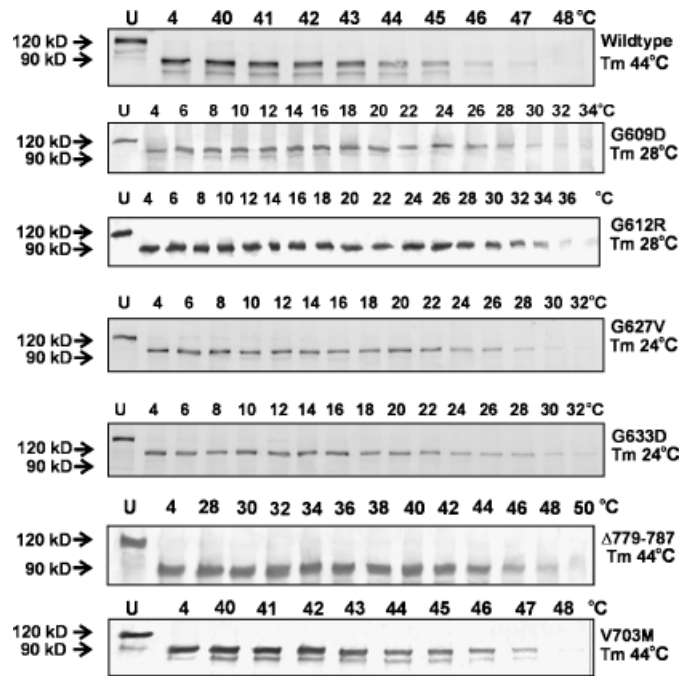 U 4 40 41 42 43 44 45 46 47 48°C
120 kD→
90 kD→
Wildtype
Tm 44°C
U 4 6 8 10 12 14 16 18 20 22 24 26 28 30 32 34°C
120 kD→
90 kD→
G609D
Tm 28°C
U 4 6 8 10 12 14 16 18 20 22 24 26 28 30 32 34 36 °C
120 kD→
90 kD→
G612R
Tm 28°C
U 4 6 8 10 12 14 16 18 20 22 24 26 28 30 32°C
120 kD→
90 kD→
G627V
Tm 24°C
U 4 6 8 10 12 14 16 18 20 22 24 26 28 30 32°C
120 kD→
90 kD→
G633D
Tm 24°C
U 4 28 30 32 34 36 38 40 42 44 46 48 50 °C
120 kD→
90 kD→
Δ779-787
Tm 44°C
U 4 40 41 42 43 44 45 46 47 48 °C
120 kD→
90 kD→
V703M
Tm 44°C